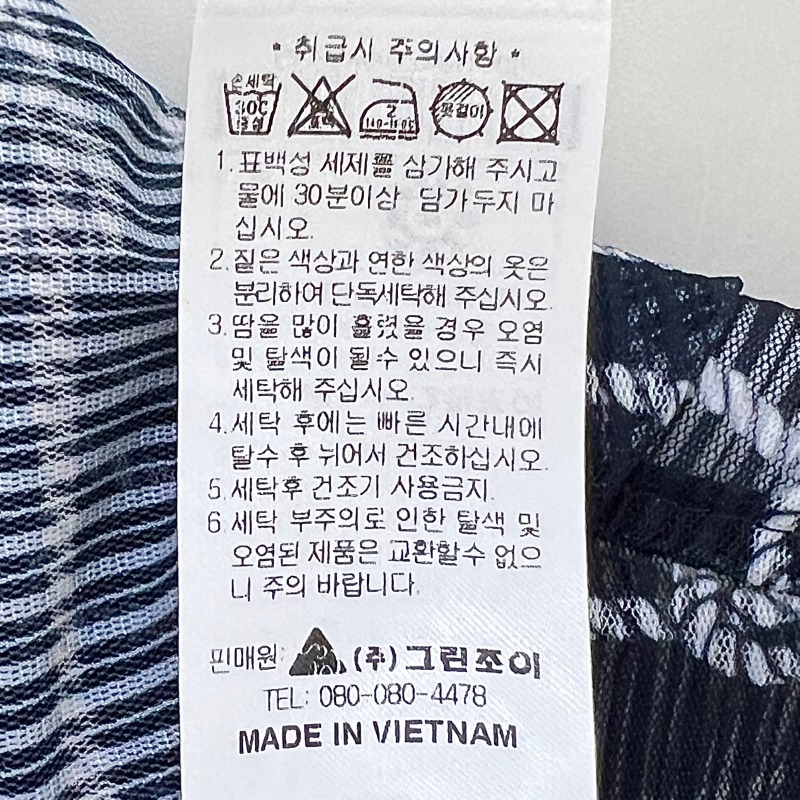 • 취급시 주의사항 •
손세탁
30℃
중성
표백
2
140-160℃
옷걸이
1. 표백성 세제를 삼가해 주시고
물에 30분이상 담가두지 마
십시오.
2. 짙은 색상과 연한 색상의 옷은
분리하여 단독세탁해 주십시오.
3. 땀을 많이 흘렸을 경우 오염
및 탈색이 될수 있으니 즉시
세탁해 주십시오.
4. 세탁 후에는 빠른 시간내에
탈수 후 뉘어서 건조하십시오.
5. 세탁후 건조기 사용금지.
6. 세탁 부주의로 인한 탈색 및
오염된 제품은 교환할수 없으
니 주의 바랍니다.
판매원 (주)그린조이
TEL: 080-080-4478
MADE IN VIETNAM